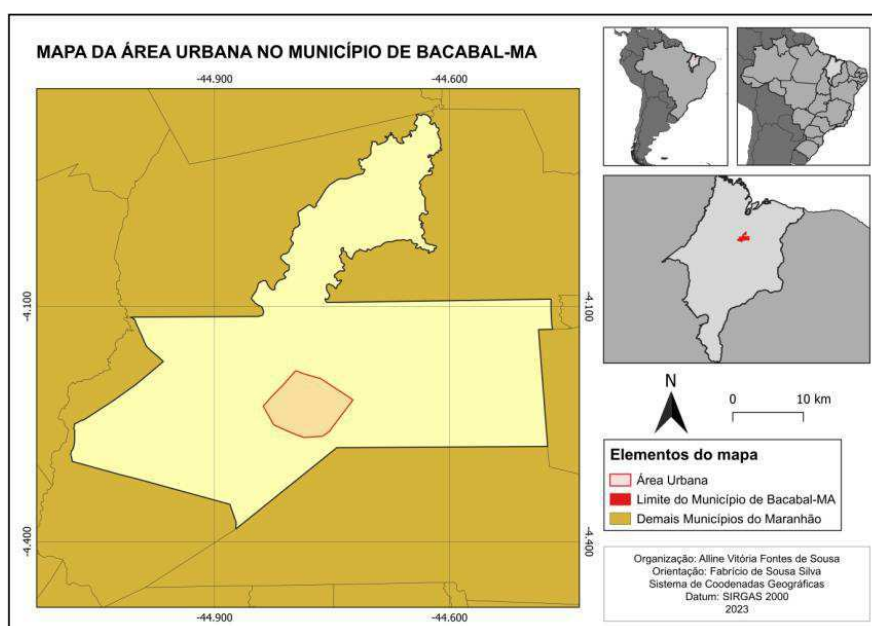 MAPA DA ÁREA URBANA NO MUNICÍPIO DE BACABAL-MA
-44.900
-44.600
-4.100
-4.100
-4.400
-4.400
-44.900
-44.600
N
0
10 km
Elementos do mapa
Área Urbana
Limite do Município de Bacabal-MA
Demais Municípios do Maranhão
Organização: Alline Vitória Fontes de Sousa
Orientação: Fabrício de Sousa Silva
Sistema de Coodenadas Geográficas
Datum: SIRGAS 2000
2023